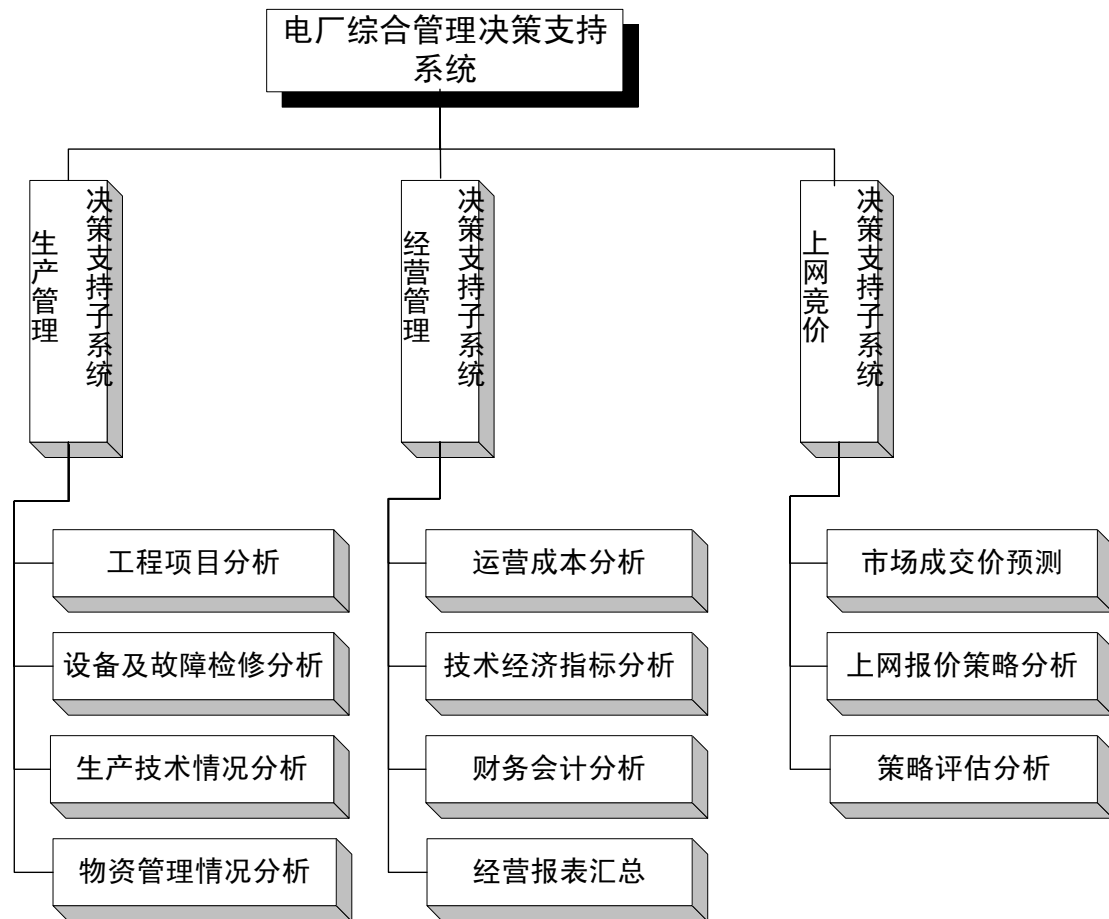 电厂综合管理决策支持
系统
生产管理
决策支持子系统
经营管理
决策支持子系统
上网竞价
决策支持子系统
工程项目分析
运营成本分析
市场成交价预测
设备及故障检修分析
技术经济指标分析
上网报价策略分析
生产技术情况分析
财务会计分析
策略评估分析
物资管理情况分析
经营报表汇总